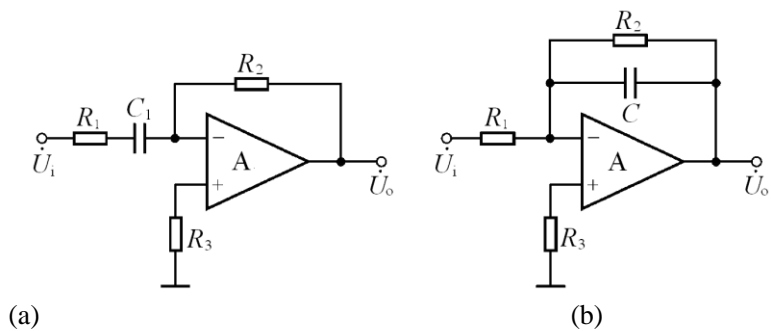 R₂
R₁ C₁
−
A
+
U̇ᵢ
U̇ₒ
R₃
(a)
R₂
C
R₁
−
A
+
U̇ᵢ
U̇ₒ
R₃
(b)